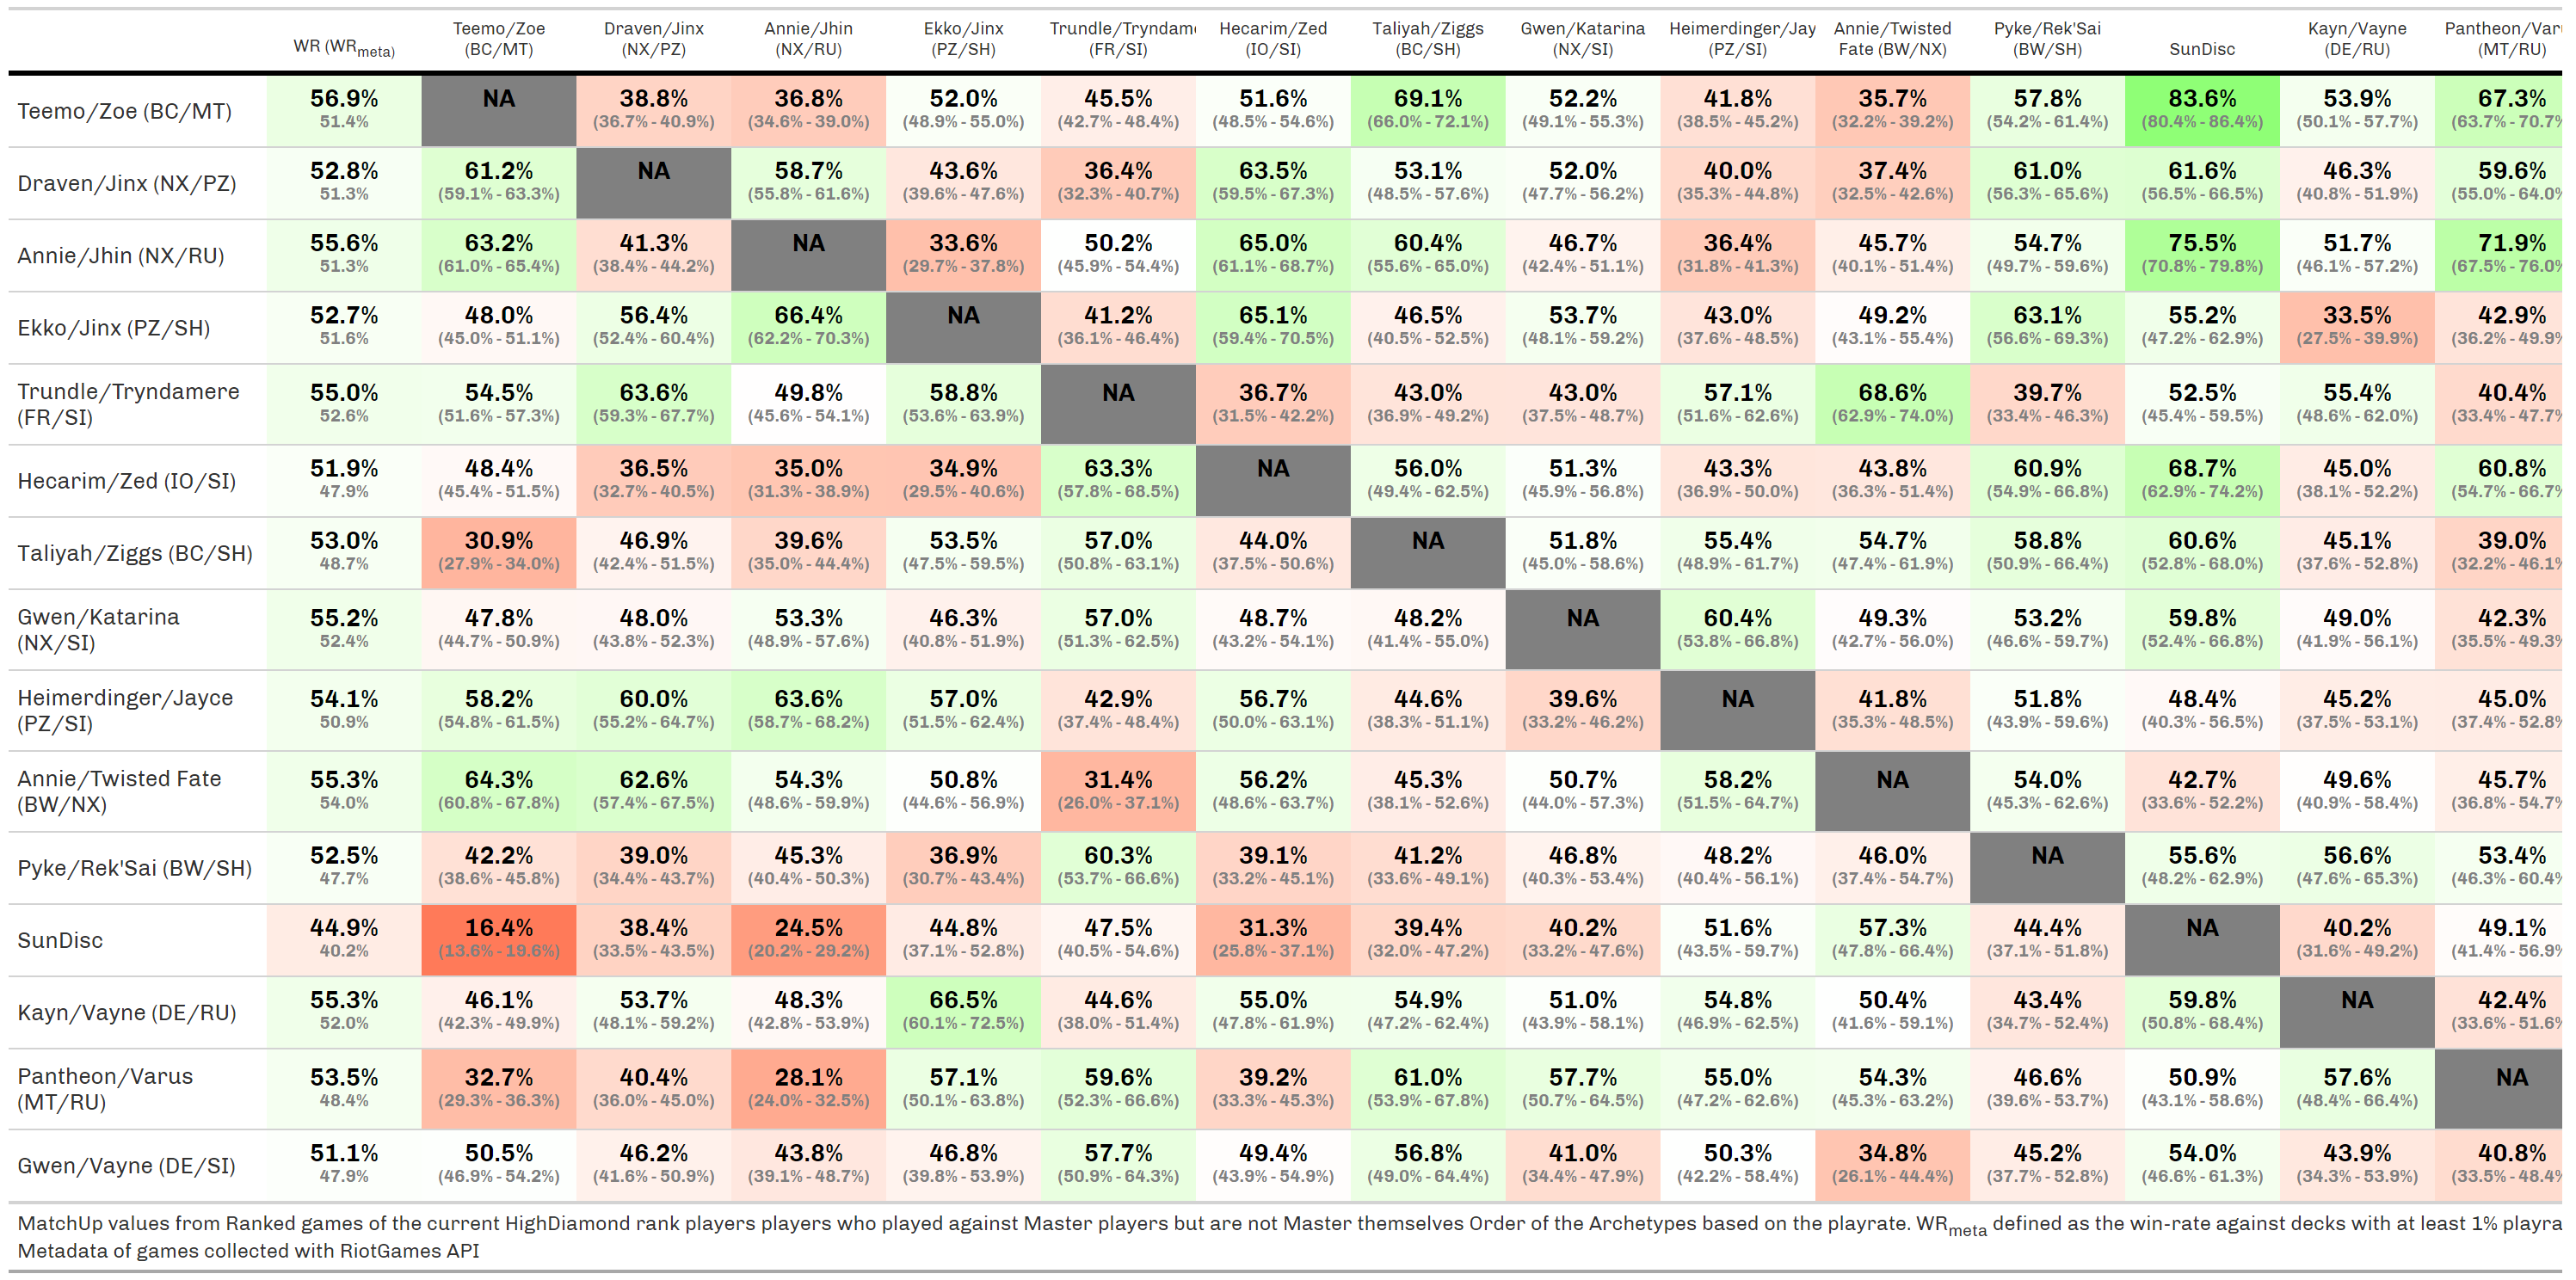 WR (WRmeta) Teemo/Zoe (BC/MT) Draven/Jinx (NX/PZ) Annie/Jhin (NX/RU) Ekko/Jinx (PZ/SH) Trundle/Tryndam (FR/SI) Hecarim/Zed (IO/SI) Taliyah/Ziggs (BC/SH) Gwen/Katarina (NX/SI) Heimerdinger/Jay (PZ/SI) Annie/Twisted Fate (BW/NX) Pyke/Rek'Sai (BW/SH) SunDisc Kayn/Vayne (DE/RU) Pantheon/Var (MT/RU)
Teemo/Zoe (BC/MT) 56.9% NA 38.8% 36.8% 52.0% 45.5% 51.6% 69.1% 52.2% 41.8% 35.7% 57.8% 83.6% 53.9% 67.3%
51.4% (36.7% - 40.9%) (34.6% - 39.0%) (48.9% - 55.0%) (42.7% - 48.4%) (48.5% - 54.6%) (66.0% - 72.1%) (49.1% - 55.3%) (38.5% - 45.2%) (32.2% - 39.2%) (54.2% - 61.4%) (80.4% - 86.4%) (50.1% - 57.7%) (63.7% - 70.7%
Draven/Jinx (NX/PZ) 52.8% 61.2% NA 58.7% 43.6% 36.4% 63.5% 53.1% 52.0% 40.0% 37.4% 61.0% 61.6% 46.3% 59.6%
51.3% (59.1% - 63.3%) (55.8% - 61.6%) (39.6% - 47.6%) (32.3% - 40.7%) (59.5% - 67.3%) (48.5% - 57.6%) (47.7% - 56.2%) (35.3% - 44.8%) (32.5% - 42.6%) (56.3% - 65.6%) (56.5% - 66.5%) (40.8% - 51.9%) (55.0% - 64.0%
Annie/Jhin (NX/RU) 55.6% 63.2% 41.3% NA 33.6% 50.2% 65.0% 60.4% 46.7% 36.4% 45.7% 54.7% 75.5% 51.7% 71.9%
51.3% (61.0% - 65.4%) (38.4% - 44.2%) (29.7% - 37.8%) (45.9% - 54.4%) (61.1% - 68.7%) (55.6% - 65.0%) (42.4% - 51.1%) (31.8% - 41.3%) (40.1% - 51.4%) (49.7% - 59.6%) (70.8% - 79.8%) (46.1% - 57.2%) (67.5% - 76.0%
Ekko/Jinx (PZ/SH) 52.7% 48.0% 56.4% 66.4% NA 41.2% 65.1% 46.5% 53.7% 43.0% 49.2% 63.1% 55.2% 33.5% 42.9%
51.6% (45.0% - 51.1%) (52.4% - 60.4%) (62.2% - 70.3%) (36.1% - 46.4%) (59.4% - 70.5%) (40.5% - 52.5%) (48.1% - 59.2%) (37.6% - 48.5%) (43.1% - 55.4%) (56.6% - 69.3%) (47.2% - 62.9%) (27.5% - 39.9%) (36.2% - 49.9%
Trundle/Tryndamere (FR/SI) 55.0% 54.5% 63.6% 49.8% 58.8% NA 36.7% 43.0% 43.0% 57.1% 68.6% 39.7% 52.5% 55.4% 40.4%
52.6% (51.6% - 57.3%) (59.3% - 67.7%) (45.6% - 54.1%) (53.6% - 63.9%) (31.5% - 42.2%) (36.9% - 49.2%) (37.5% - 48.7%) (51.6% - 62.6%) (62.9% - 74.0%) (33.4% - 46.3%) (45.4% - 59.5%) (48.6% - 62.0%) (33.4% - 47.7%
Hecarim/Zed (IO/SI) 51.9% 48.4% 36.5% 35.0% 34.9% 63.3% NA 56.0% 51.3% 43.3% 43.8% 60.9% 68.7% 45.0% 60.8%
47.9% (45.4% - 51.5%) (32.7% - 40.5%) (31.3% - 38.9%) (29.5% - 40.6%) (57.8% - 68.5%) (49.4% - 62.5%) (45.9% - 56.8%) (36.9% - 50.0%) (36.3% - 51.4%) (54.9% - 66.8%) (62.9% - 74.2%) (38.1% - 52.2%) (54.7% - 66.7%
Taliyah/Ziggs (BC/SH) 53.0% 30.9% 46.9% 39.6% 53.5% 57.0% 44.0% NA 51.8% 55.4% 54.7% 58.8% 60.6% 45.1% 39.0%
48.7% (27.9% - 34.0%) (42.4% - 51.5%) (35.0% - 44.4%) (47.5% - 59.5%) (50.8% - 63.1%) (37.5% - 50.6%) (45.0% - 58.6%) (48.9% - 61.7%) (47.4% - 61.9%) (50.9% - 66.4%) (52.8% - 68.0%) (37.6% - 52.8%) (32.2% - 46.1%
Gwen/Katarina (NX/SI) 55.2% 47.8% 48.0% 53.3% 46.3% 57.0% 48.7% 48.2% NA 60.4% 49.3% 53.2% 59.8% 49.0% 42.3%
52.4% (44.7% - 50.9%) (43.8% - 52.3%) (48.9% - 57.6%) (40.8% - 51.9%) (51.3% - 62.5%) (43.2% - 54.1%) (41.4% - 55.0%) (53.8% - 66.8%) (42.7% - 56.0%) (46.6% - 59.7%) (52.4% - 66.8%) (41.9% - 56.1%) (35.5% - 49.3%
Heimerdinger/Jayce (PZ/SI) 54.1% 58.2% 60.0% 63.6% 57.0% 42.9% 56.7% 44.6% 39.6% NA 41.8% 51.8% 48.4% 45.2% 45.0%
50.9% (54.8% - 61.5%) (55.2% - 64.7%) (58.7% - 68.2%) (51.5% - 62.4%) (37.4% - 48.4%) (50.0% - 63.1%) (38.3% - 51.1%) (33.2% - 46.2%) (35.3% - 48.5%) (43.9% - 59.6%) (40.3% - 56.5%) (37.5% - 53.1%) (37.4% - 52.8%
Annie/Twisted Fate (BW/NX) 55.3% 64.3% 62.6% 54.3% 50.8% 31.4% 56.2% 45.3% 50.7% 58.2% NA 54.0% 42.7% 49.6% 45.7%
54.0% (60.8% - 67.8%) (57.4% - 67.5%) (48.6% - 59.9%) (44.6% - 56.9%) (26.0% - 37.1%) (48.6% - 63.7%) (38.1% - 52.6%) (44.0% - 57.3%) (51.5% - 64.7%) (45.3% - 62.6%) (33.6% - 52.2%) (40.9% - 58.4%) (36.8% - 54.7%
Pyke/Rek'Sai (BW/SH) 52.5% 42.2% 39.0% 45.3% 36.9% 60.3% 39.1% 41.2% 46.8% 48.2% 46.0% NA 55.6% 56.6% 53.4%
47.7% (38.6% - 45.8%) (34.4% - 43.7%) (40.4% - 50.3%) (30.7% - 43.4%) (53.7% - 66.6%) (33.2% - 45.1%) (33.6% - 49.1%) (40.3% - 53.4%) (40.4% - 56.1%) (37.4% - 54.7%) (48.2% - 62.9%) (47.6% - 65.3%) (46.3% - 60.4%
SunDisc 44.9% 16.4% 38.4% 24.5% 44.8% 47.5% 31.3% 39.4% 40.2% 51.6% 57.3% 44.4% NA 40.2% 49.1%
40.2% (13.6% - 19.6%) (33.5% - 43.5%) (20.2% - 29.2%) (37.1% - 52.8%) (40.5% - 54.6%) (25.8% - 37.1%) (32.0% - 47.2%) (33.2% - 47.6%) (43.5% - 59.7%) (47.8% - 66.4%) (37.1% - 51.8%) (31.6% - 49.2%) (41.4% - 56.9%
Kayn/Vayne (DE/RU) 55.3% 46.1% 53.7% 48.3% 66.5% 44.6% 55.0% 54.9% 51.0% 54.8% 50.4% 43.4% 59.8% NA 42.4%
52.0% (42.3% - 49.9%) (48.1% - 59.2%) (42.8% - 53.9%) (60.1% - 72.5%) (38.0% - 51.4%) (47.8% - 61.9%) (47.2% - 62.4%) (43.9% - 58.1%) (46.9% - 62.5%) (41.6% - 59.1%) (34.7% - 52.4%) (50.8% - 68.4%) (33.6% - 51.6%
Pantheon/Varus (MT/RU) 53.5% 32.7% 40.4% 28.1% 57.1% 59.6% 39.2% 61.0% 57.7% 55.0% 54.3% 46.6% 50.9% 57.6% NA
48.4% (29.3% - 36.3%) (36.0% - 45.0%) (24.0% - 32.5%) (50.1% - 63.8%) (52.3% - 66.6%) (33.3% - 45.3%) (53.9% - 67.8%) (50.7% - 64.5%) (47.2% - 62.6%) (45.3% - 63.2%) (39.6% - 53.7%) (43.1% - 58.6%) (48.4% - 66.4%)
Gwen/Vayne (DE/SI) 51.1% 50.5% 46.2% 43.8% 46.8% 57.7% 49.4% 56.8% 41.0% 50.3% 34.8% 45.2% 54.0% 43.9% 40.8%
47.9% (46.9% - 54.2%) (41.6% - 50.9%) (39.1% - 48.7%) (39.8% - 53.9%) (50.9% - 64.3%) (43.9% - 54.9%) (49.0% - 64.4%) (34.4% - 47.9%) (42.2% - 58.4%) (26.1% - 44.4%) (37.7% - 52.8%) (46.6% - 61.3%) (34.3% - 53.9%) (33.5% - 48.4%
MatchUp values from Ranked games of the current HighDiamond rank players players who played against Master players but are not Master themselves Order of the Archetypes based on the playrate. WRmeta defined as the win-rate against decks with at least 1% playra
Metadata of games collected with RiotGames API